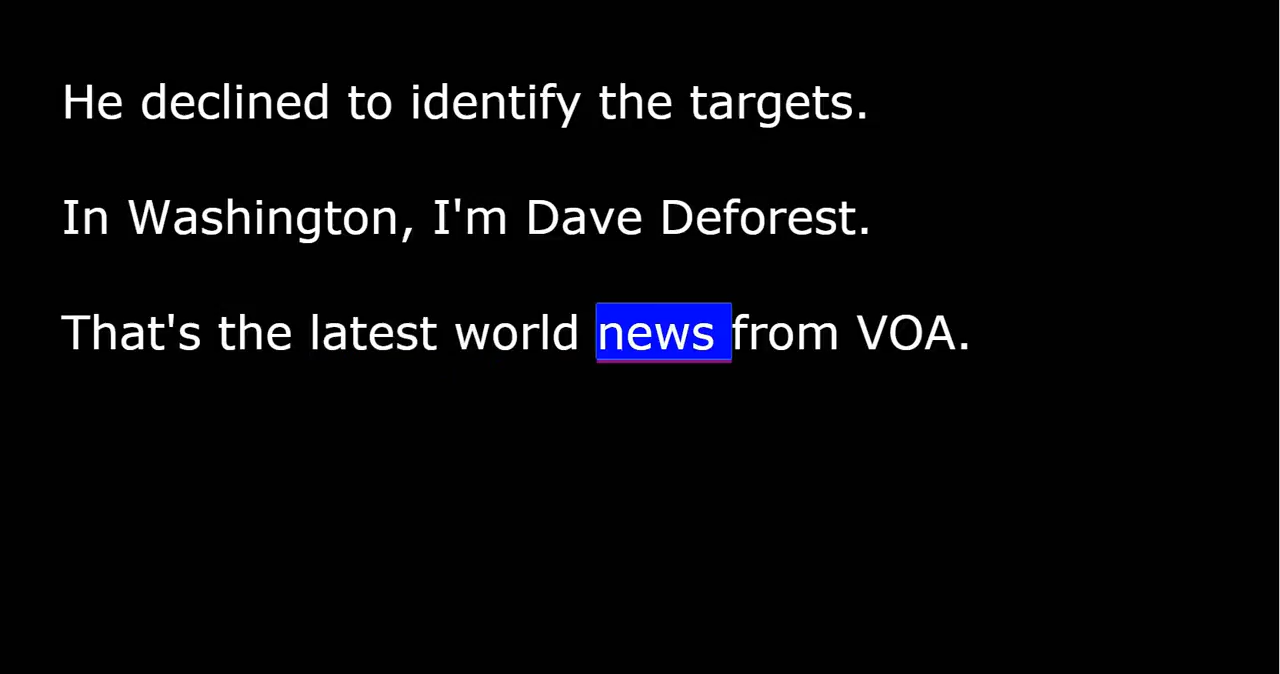 He declined to identify the targets.
In Washington, I'm Dave Deforest.
That's the latest world news from VOA.